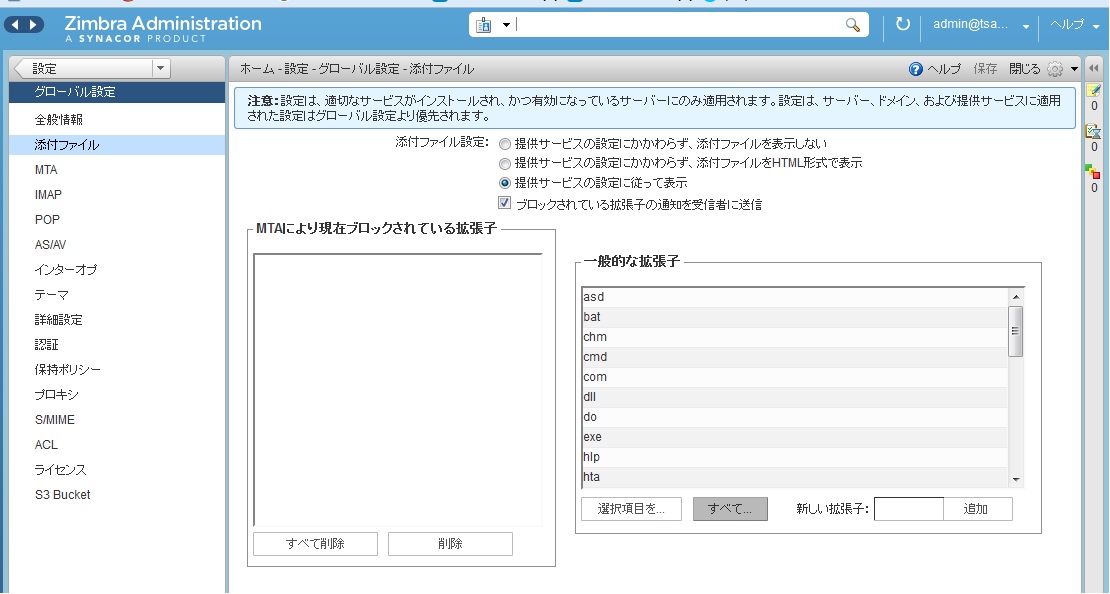 Zimbra Administration
A SYNACOR PRODUCT
admin@tsa...
ヘルプ
設定
ホーム - 設定 - グローバル設定 - 添付ファイル
ヘルプ 保存 閉じる
グローバル設定
全般情報
添付ファイル
MTA
IMAP
POP
AS/AV
インターオプ
テーマ
詳細設定
認証
保持ポリシー
プロキシ
S/MIME
ACL
ライセンス
S3 Bucket
注意: 設定は、適切なサービスがインストールされ、かつ有効になっているサーバーにのみ適用されます。設定は、サーバー、ドメイン、および提供サービスに適用
された設定はグローバル設定より優先されます。
添付ファイル設定:
提供サービスの設定にかかわらず、添付ファイルを表示しない
提供サービスの設定にかかわらず、添付ファイルをHTML形式で表示
提供サービスの設定に従って表示
ブロックされている拡張子の通知を受信者に送信
MTAにより現在ブロックされている拡張子
すべて削除
削除
一般的な拡張子
asd
bat
chm
cmd
com
dll
do
exe
hlp
hta
選択項目を...
すべて...
新しい拡張子:
追加
0
0
0